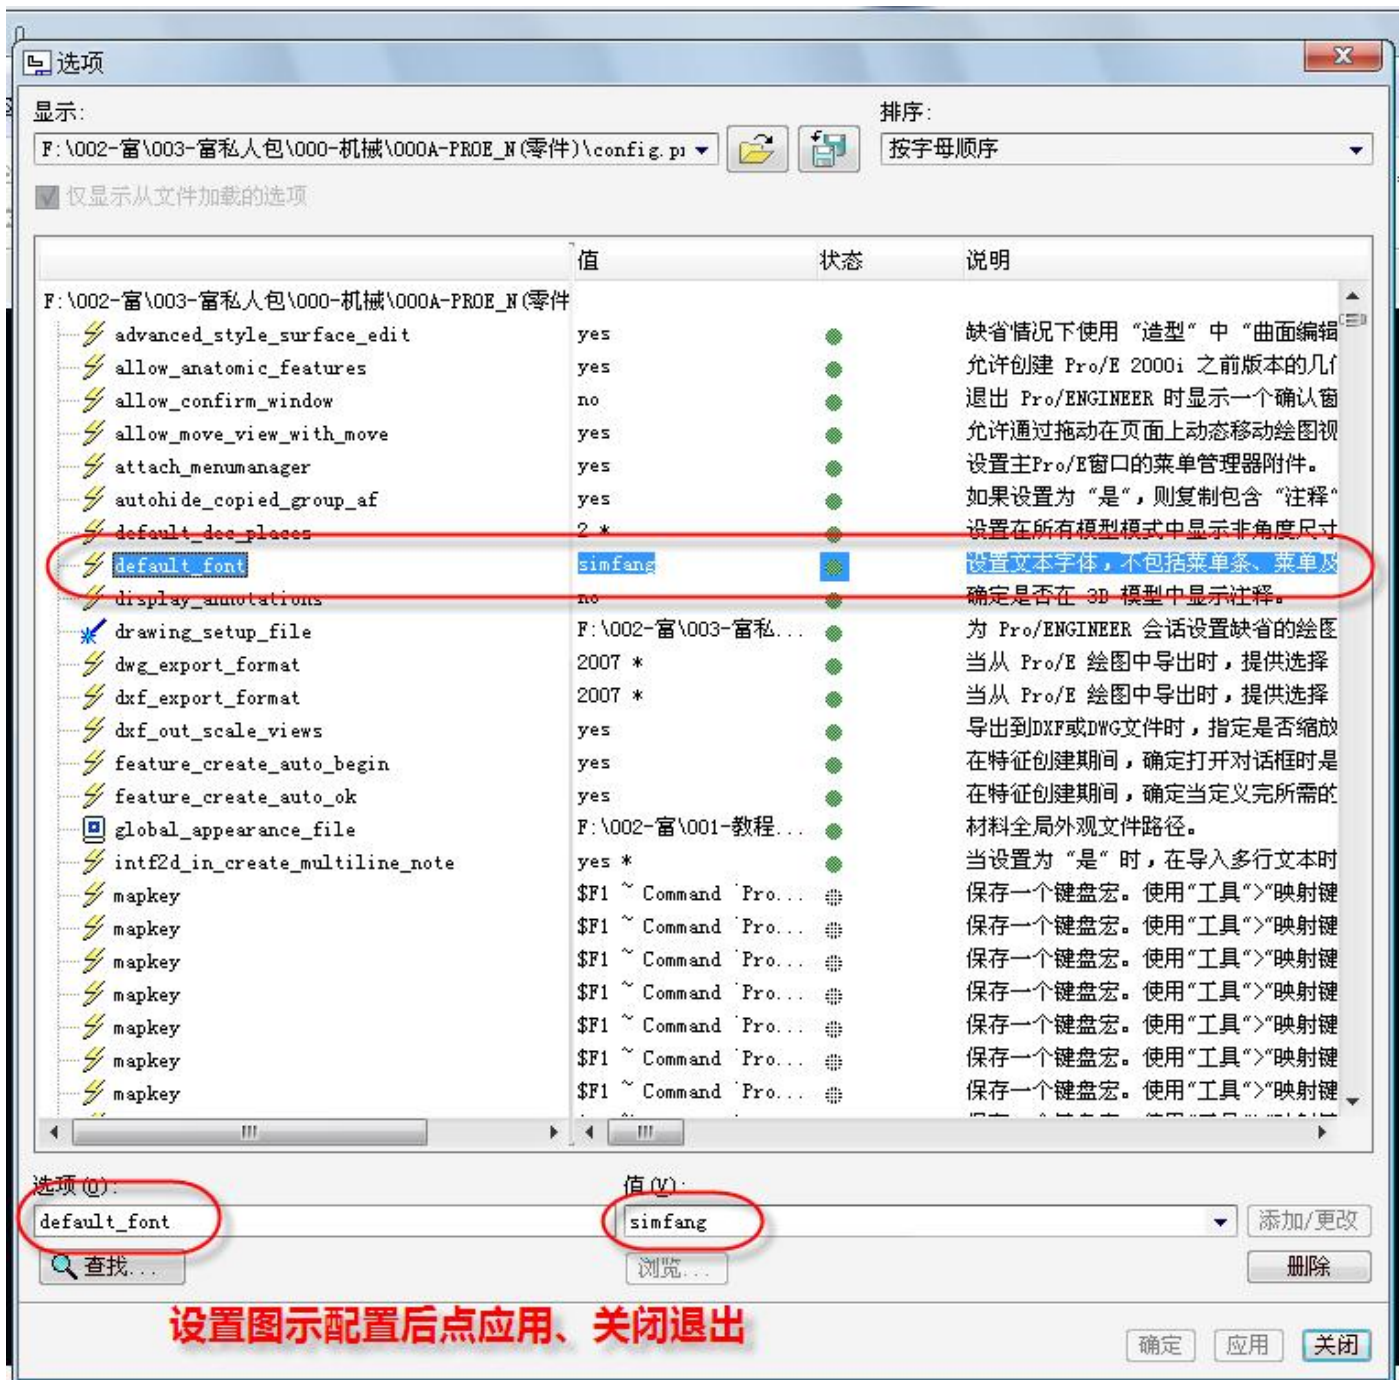 选项
显示:
排序:
F:\002-富\003-富私人包\000-机械\000A-PROE_N(零件)\config.pr
按字母顺序
仅显示从文件加载的选项
值 状态 说明
F:\002-富\003-富私人包\000-机械\000A-PROE_N(零件
advanced_style_surface_edit yes 缺省情况下使用 “造型” 中 “曲面编辑
allow_anatomic_features yes 允许创建 Pro/E 2000i 之前版本的几何
allow_confirm_window no 退出 Pro/ENGINEER 时显示一个确认窗
allow_move_view_with_move yes 允许通过拖动在页面上动态移动绘图视
attach_menumanager yes 设置主Pro/E窗口的菜单管理器附件。
autohide_copied_group_af yes 如果设置为 “是”，则复制包含 “注释”
default_dec_places 2 * 设置在所有模型模式中显示非角度尺寸
default_font simfang 设置文本字体，不包括菜单条、菜单及
display_annotations no 确定是否在 3D 模型中显示注释。
drawing_setup_file F:\002-富\003-富私... 为 Pro/ENGINEER 会话设置缺省的绘图
dwg_export_format 2007 * 当从 Pro/E 绘图中导出时，提供选择
dxf_export_format 2007 * 当从 Pro/E 绘图中导出时，提供选择
dxf_out_scale_views yes 导出到DXF或DWG文件时，指定是否缩放
feature_create_auto_begin yes 在特征创建期间，确定打开对话框时是
feature_create_auto_ok yes 在特征创建期间，确定当定义完所需的
global_appearance_file F:\002-富\001-教程... 材料全局外观文件路径。
intf2d_in_create_multiline_note yes * 当设置为 “是” 时，在导入多行文本时
mapkey $F1 ~ Command `Pro... 保存一个键盘宏。使用“工具”>“映射键
mapkey $F1 ~ Command `Pro... 保存一个键盘宏。使用“工具”>“映射键
mapkey $F1 ~ Command `Pro... 保存一个键盘宏。使用“工具”>“映射键
mapkey $F1 ~ Command `Pro... 保存一个键盘宏。使用“工具”>“映射键
mapkey $F1 ~ Command `Pro... 保存一个键盘宏。使用“工具”>“映射键
mapkey $F1 ~ Command `Pro... 保存一个键盘宏。使用“工具”>“映射键
mapkey $F1 ~ Command `Pro... 保存一个键盘宏。使用“工具”>“映射键
选项(O): 值(V):
default_font simfang 添加/更改
查找... 浏览... 删除
设置图示配置后点应用、关闭退出
确定 应用 关闭